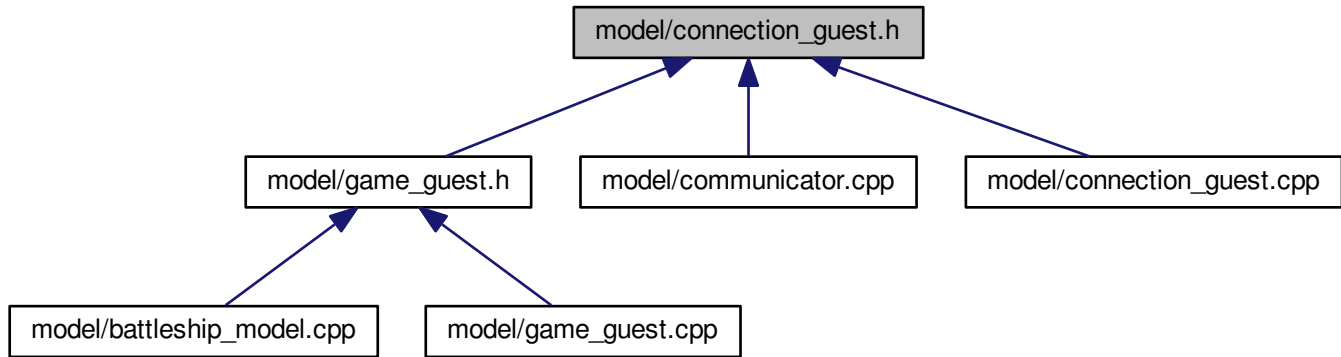 model/connection_guest.h
model/game_guest.h
model/communicator.cpp
model/connection_guest.cpp
model/battleship_model.cpp
model/game_guest.cpp